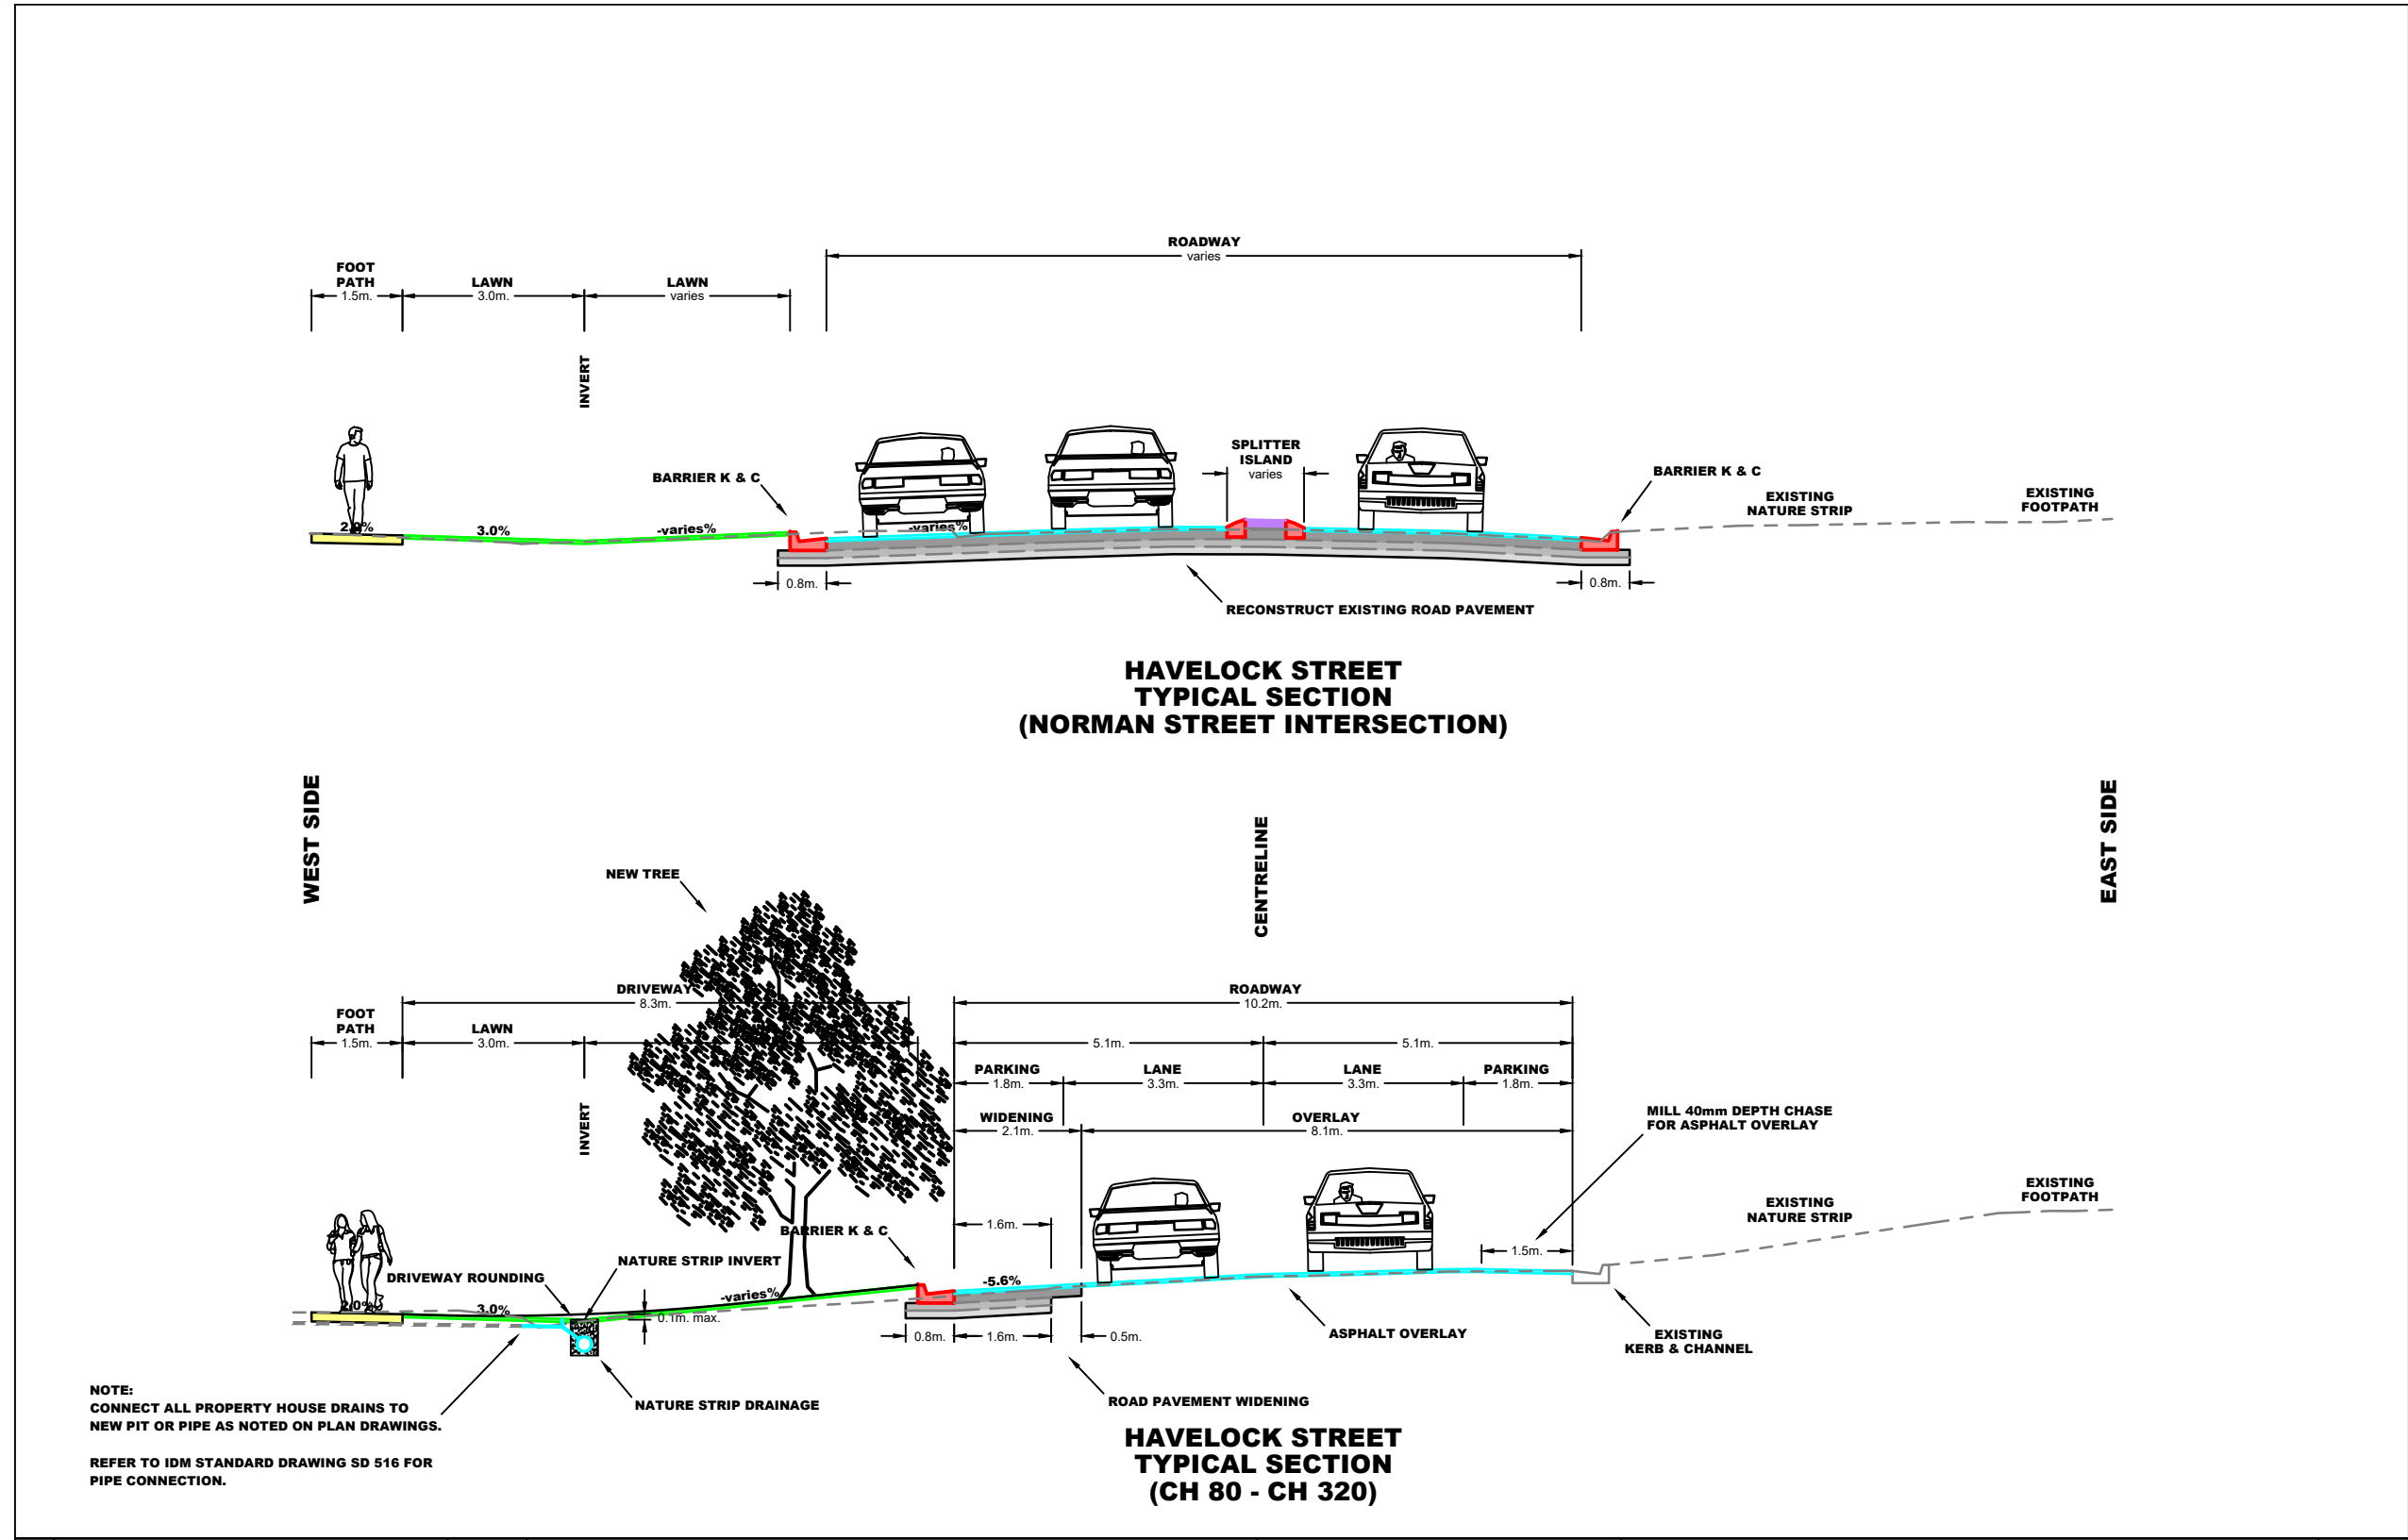 ROADWAY
varies
FOOT
PATH
1.5m.
LAWN
3.0m.
LAWN
varies
INVERT
SPLITTER
ISLAND
varies
BARRIER K & C
BARRIER K & C
EXISTING
NATURE STRIP
EXISTING
FOOTPATH
2.0%
3.0%
-varies%
-varies%
0.8m.
0.8m.
RECONSTRUCT EXISTING ROAD PAVEMENT
HAVELOCK STREET
TYPICAL SECTION
(NORMAN STREET INTERSECTION)
WEST SIDE
CENTRELINE
EAST SIDE
NEW TREE
DRIVEWAY
8.3m.
ROADWAY
10.2m.
FOOT
PATH
1.5m.
LAWN
3.0m.
5.1m.
5.1m.
PARKING
1.8m.
LANE
3.3m.
LANE
3.3m.
PARKING
1.8m.
INVERT
WIDENING
2.1m.
OVERLAY
8.1m.
MILL 40mm DEPTH CHASE
FOR ASPHALT OVERLAY
EXISTING
NATURE STRIP
EXISTING
FOOTPATH
1.6m.
BARRIER K & C
1.5m.
NATURE STRIP INVERT
DRIVEWAY ROUNDING
-5.6%
2.0%
3.0%
-varies%
0.1m. max.
0.8m.
1.6m.
0.5m.
ASPHALT OVERLAY
EXISTING
KERB & CHANNEL
ROAD PAVEMENT WIDENING
NATURE STRIP DRAINAGE
NOTE:
CONNECT ALL PROPERTY HOUSE DRAINS TO
NEW PIT OR PIPE AS NOTED ON PLAN DRAWINGS.
REFER TO IDM STANDARD DRAWING SD 516 FOR
PIPE CONNECTION.
HAVELOCK STREET
TYPICAL SECTION
(CH 80 - CH 320)